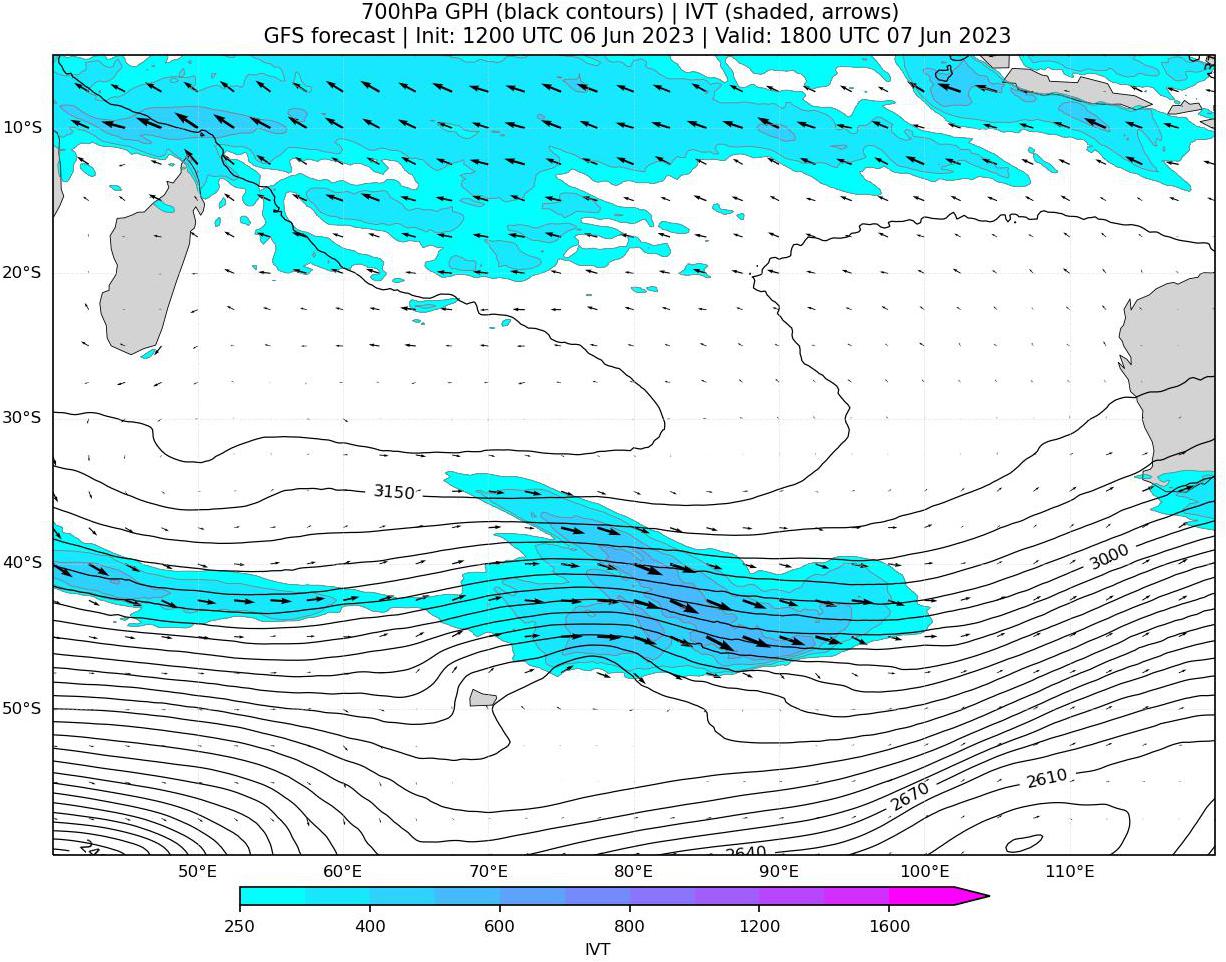 700hPa GPH (black contours) | IVT (shaded, arrows)
GFS forecast | Init: 1200 UTC 06 Jun 2023 | Valid: 1800 UTC 07 Jun 2023
10°S
20°S
30°S
3150
40°S
3000
50°S
2610
2670
2640
50°E 60°E 70°E 80°E 90°E 100°E 110°E
250 400 600 800 1200 1600
IVT